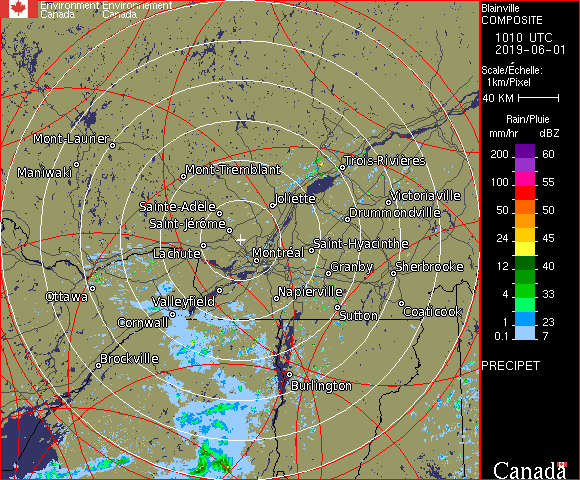 Environment Environnement
Canada Canada
Blainville
COMPOSITE
1010 UTC
2019-06-01
Scale/Échelle:
1km/Pixel
40 KM
Rain/Pluie
mm/hr dBZ
200 60
100 55
50 50
24 45
12 40
4 33
1 23
0.1 7
PRECIPET
Mont-Laurier
Maniwaki
Mont-Tremblant
Trois-Rivières
Sainte-Adèle
Joliette
Victoriaville
Drummondville
Saint-Jérôme
Lachute
Montréal
Saint-Hyacinthe
Granby
Sherbrooke
Ottawa
Valleyfield
Napierville
Cornwall
Sutton
Coaticook
Brockville
Burlington
Canada